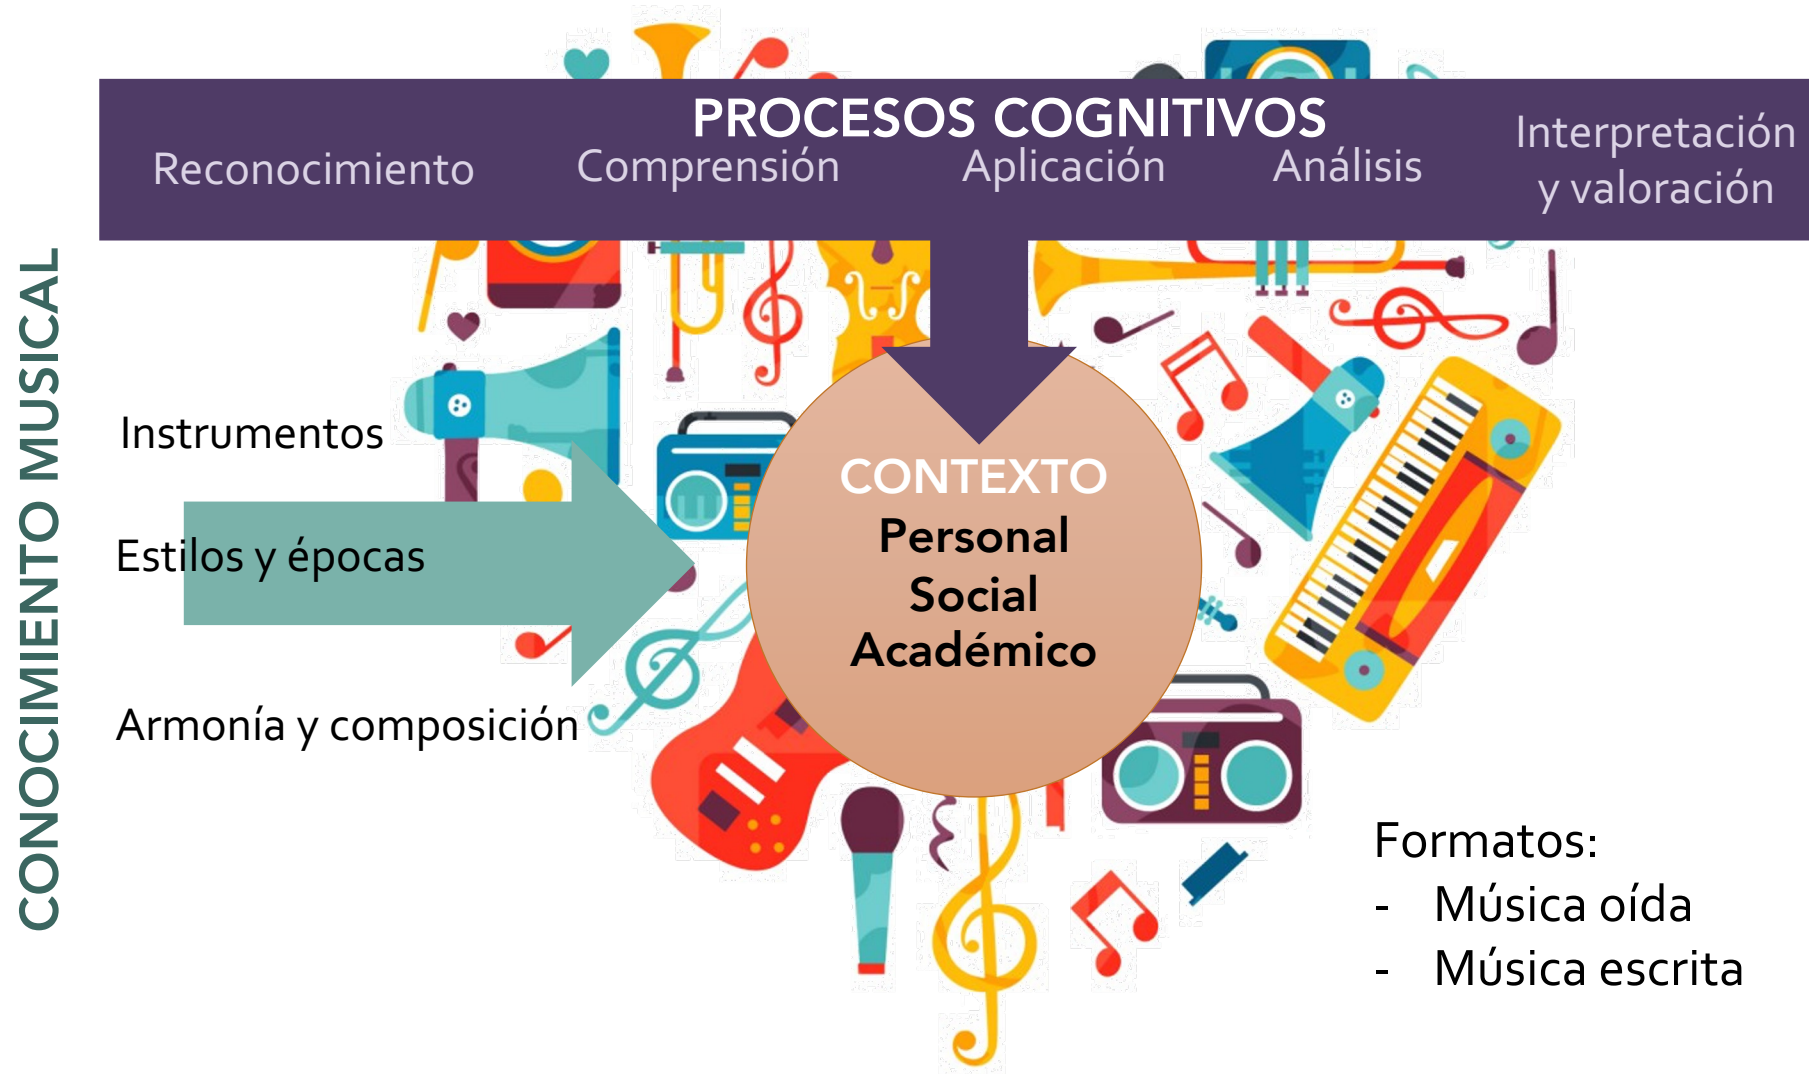 PROCESOS COGNITIVOS
Reconocimiento
Comprensión
Aplicación
Análisis
Interpretación
y valoración
CONOCIMIENTO MUSICAL
Instrumentos
Estilos y épocas
Armonía y composición
CONTEXTO
Personal
Social
Académico
Formatos:
- Música oída
- Música escrita